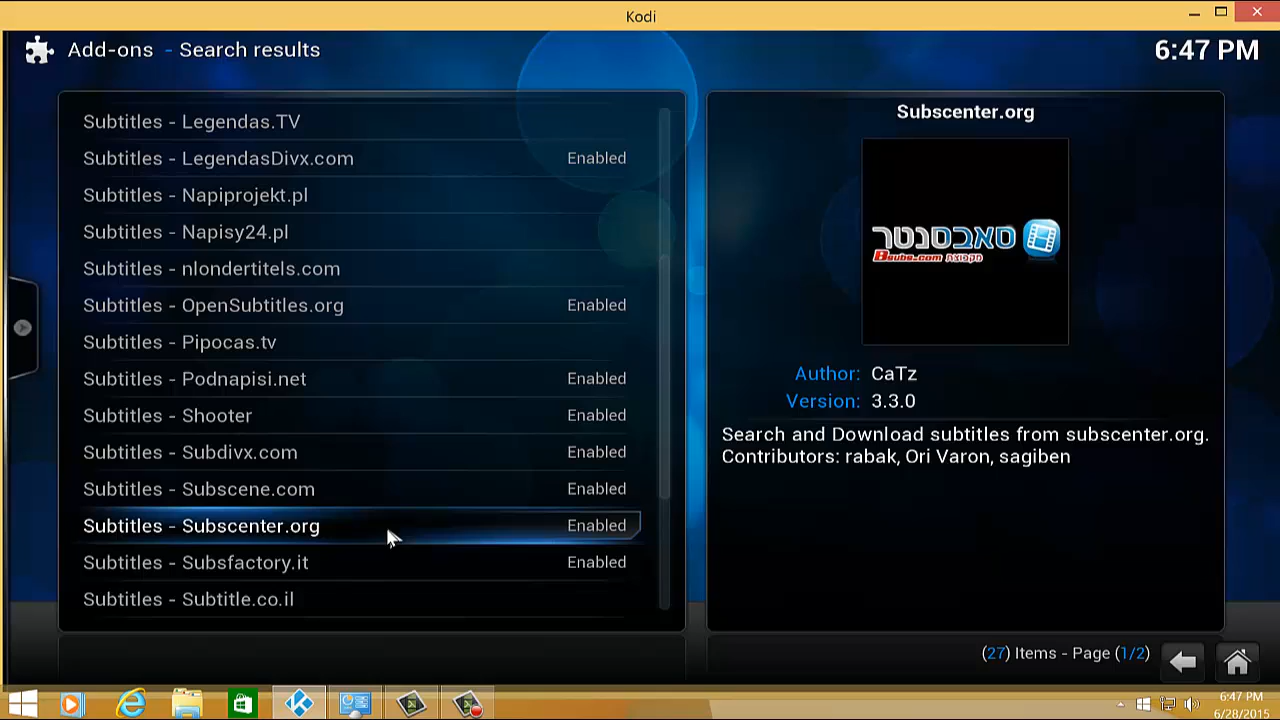 Kodi
Add-ons - Search results
6:47 PM
Subtitles - Legendas.TV
Subtitles - LegendasDivx.com Enabled
Subtitles - Napiprojekt.pl
Subtitles - Napisy24.pl
Subtitles - nlondertitels.com
Subtitles - OpenSubtitles.org Enabled
Subtitles - Pipocas.tv
Subtitles - Podnapisi.net Enabled
Subtitles - Shooter Enabled
Subtitles - Subdivx.com Enabled
Subtitles - Subscene.com Enabled
Subtitles - Subscenter.org Enabled
Subtitles - Subsfactory.it Enabled
Subtitles - Subtitle.co.il
Subscenter.org
סאבסנטר
Bsubs.com מקבוצת
Author: CaTz
Version: 3.3.0
Search and Download subtitles from subscenter.org.
Contributors: rabak, Ori Varon, sagiben
(27) Items - Page (1/2)
6:47 PM
6/28/2015